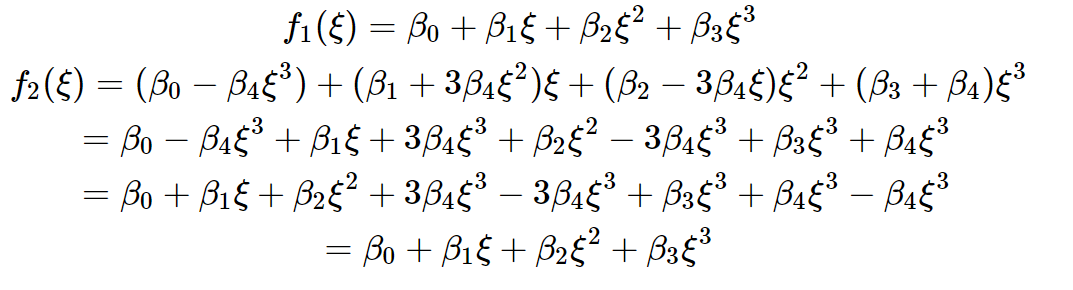 f₁(ξ) = β₀ + β₁ξ + β₂ξ² + β₃ξ³
f₂(ξ) = (β₀ − β₄ξ³) + (β₁ + 3β₄ξ²)ξ + (β₂ − 3β₄ξ)ξ² + (β₃ + β₄)ξ³
= β₀ − β₄ξ³ + β₁ξ + 3β₄ξ³ + β₂ξ² − 3β₄ξ³ + β₃ξ³ + β₄ξ³
= β₀ + β₁ξ + β₂ξ² + 3β₄ξ³ − 3β₄ξ³ + β₃ξ³ + β₄ξ³ − β₄ξ³
= β₀ + β₁ξ + β₂ξ² + β₃ξ³